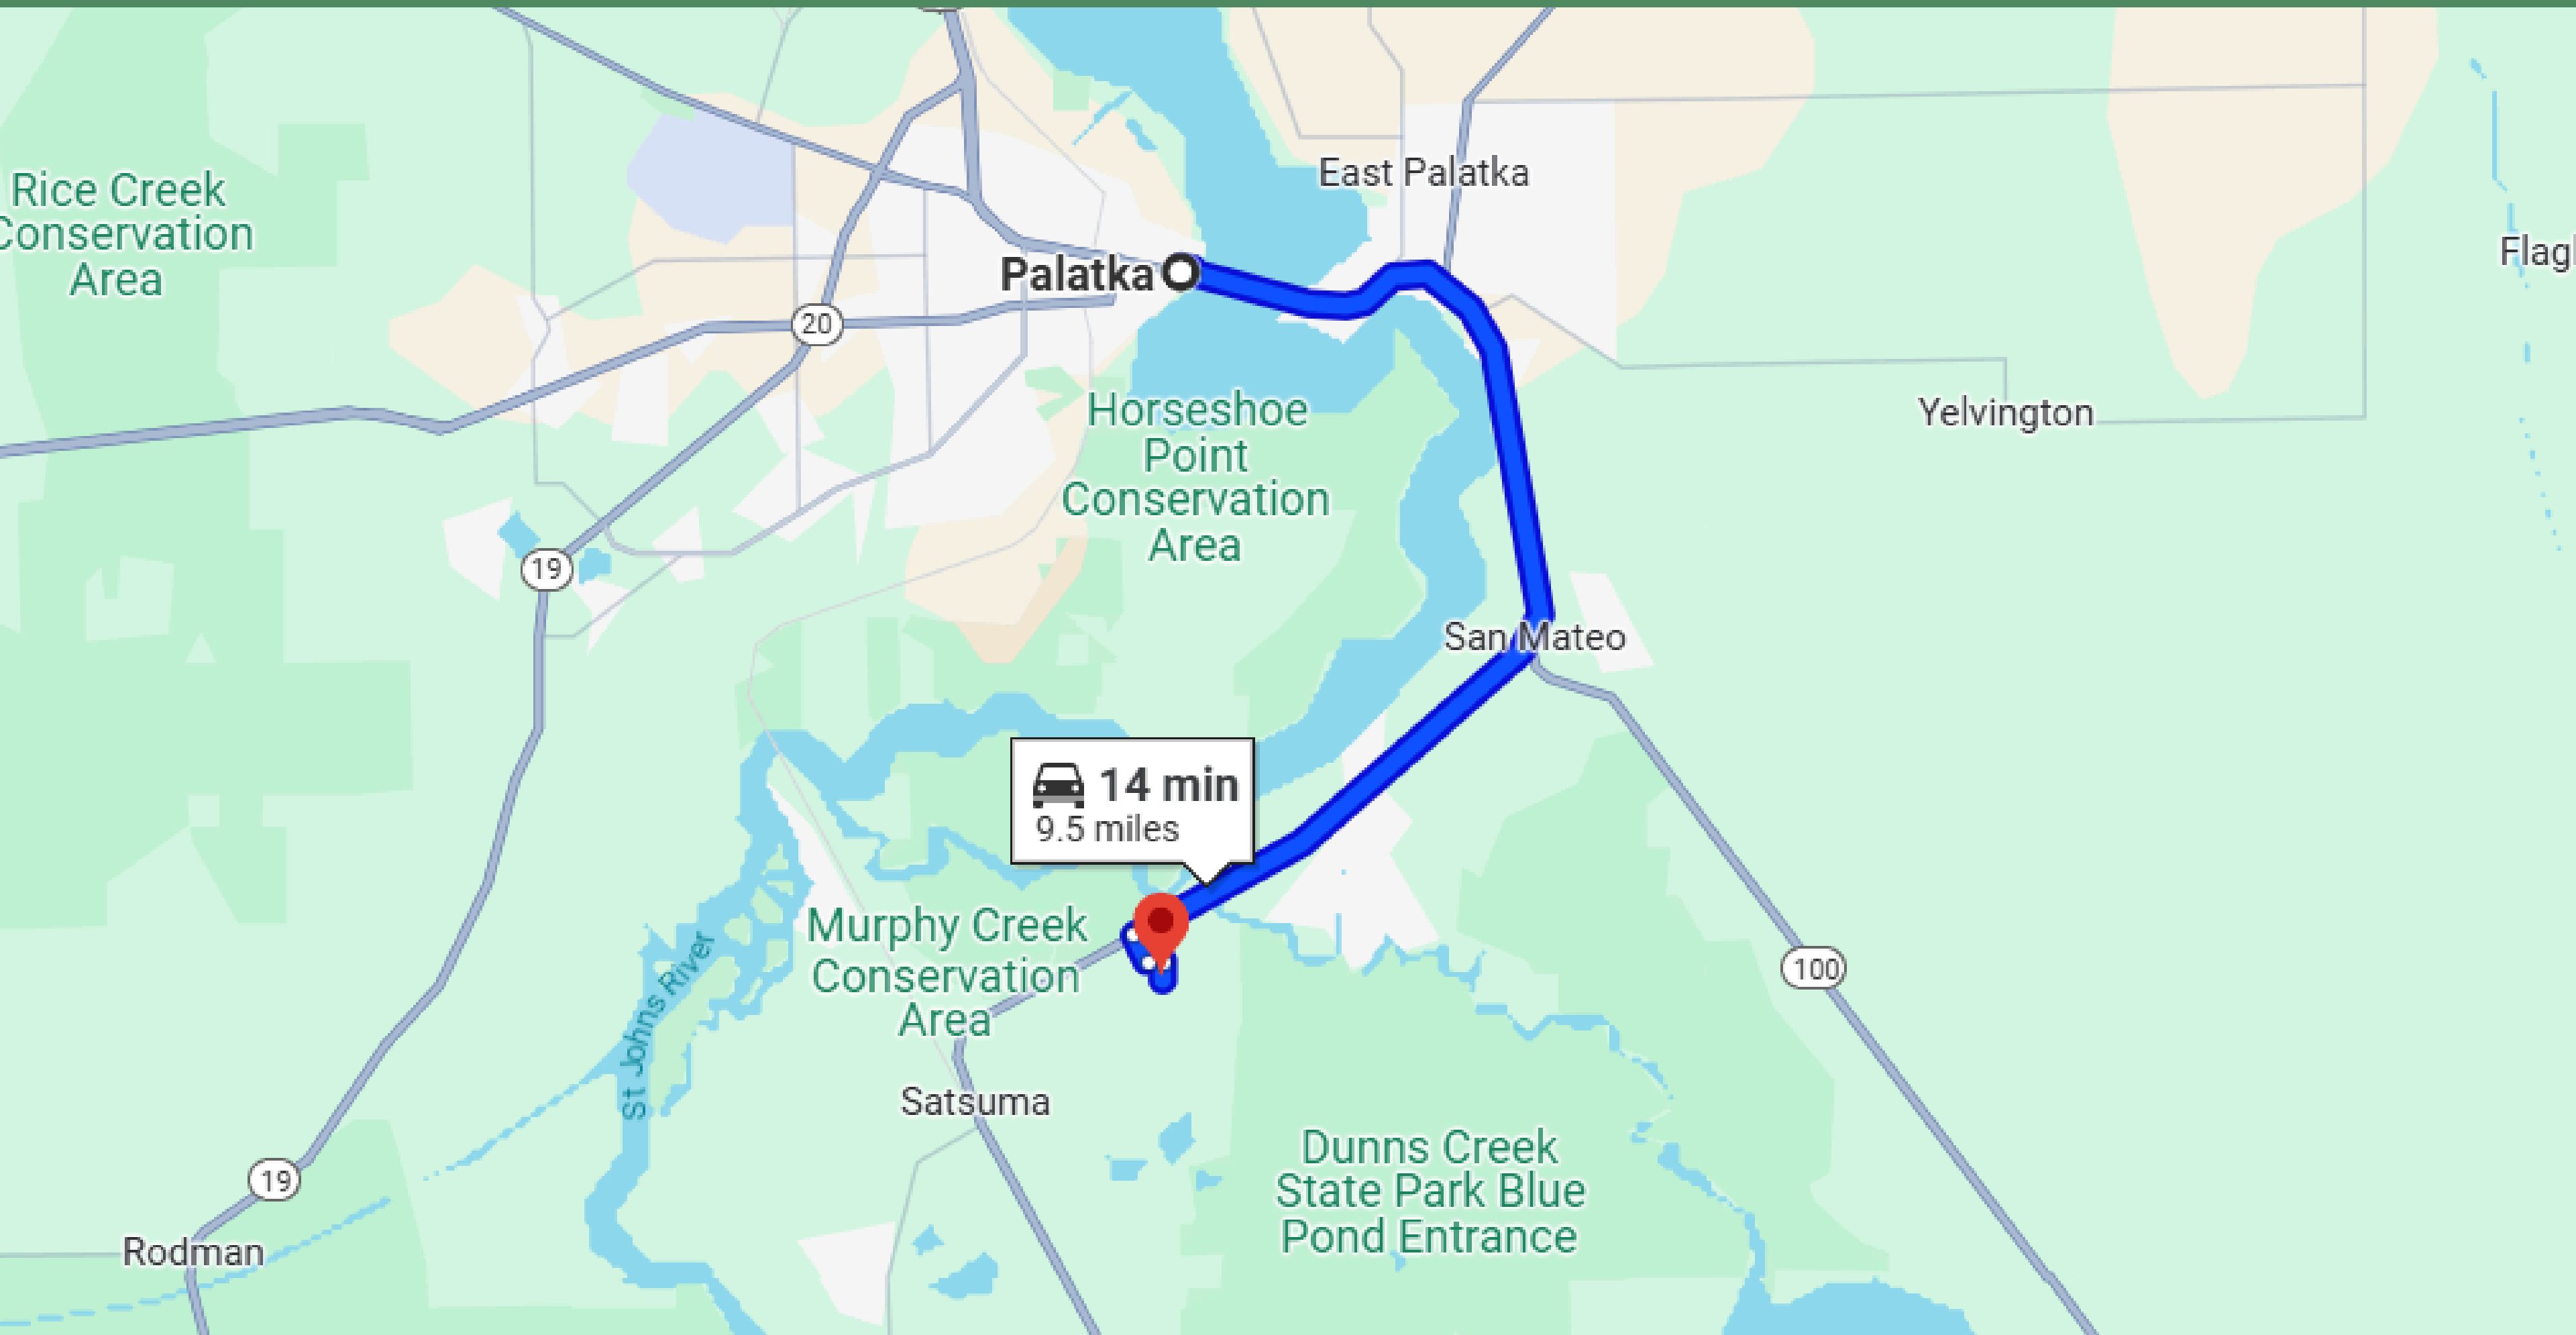 East Palatka
Rice Creek
Conservation
Area
Palatka
20
Yelvington
Horseshoe
Point
Conservation
Area
19
San Mateo
14 min
9.5 miles
Murphy Creek
Conservation
Area
100
St Johns River
Satsuma
Dunns Creek
State Park Blue
Pond Entrance
19
Rodman